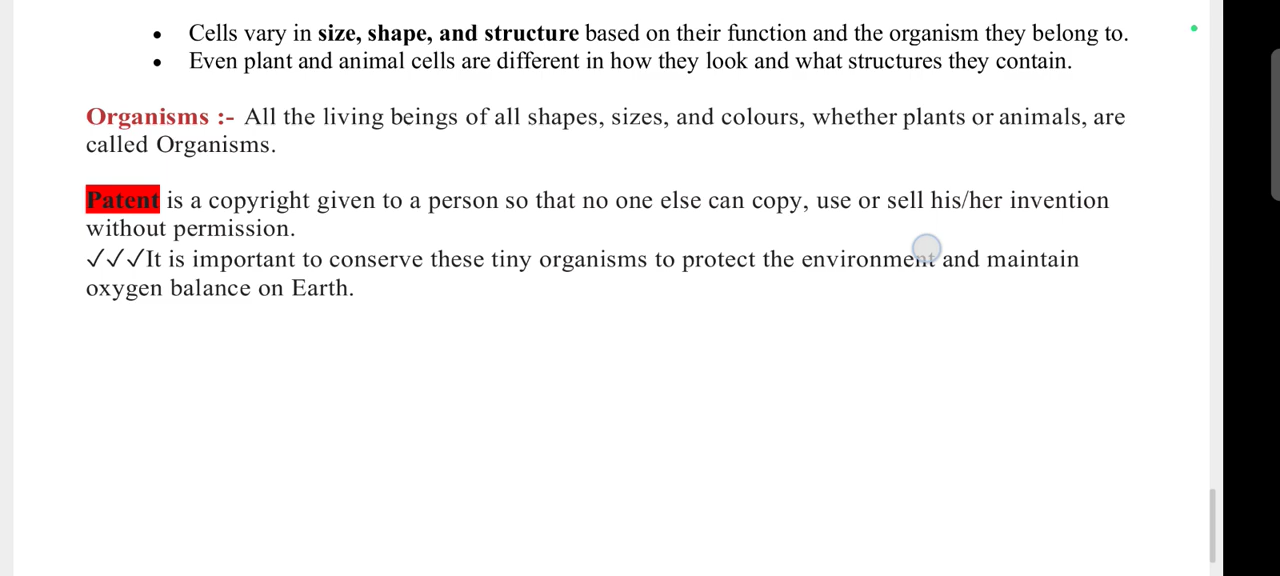 • Cells vary in size, shape, and structure based on their function and the organism they belong to.
• Even plant and animal cells are different in how they look and what structures they contain.
Organisms :- All the living beings of all shapes, sizes, and colours, whether plants or animals, are
called Organisms.
Patent is a copyright given to a person so that no one else can copy, use or sell his/her invention
without permission.
✓✓✓It is important to conserve these tiny organisms to protect the environment and maintain
oxygen balance on Earth.